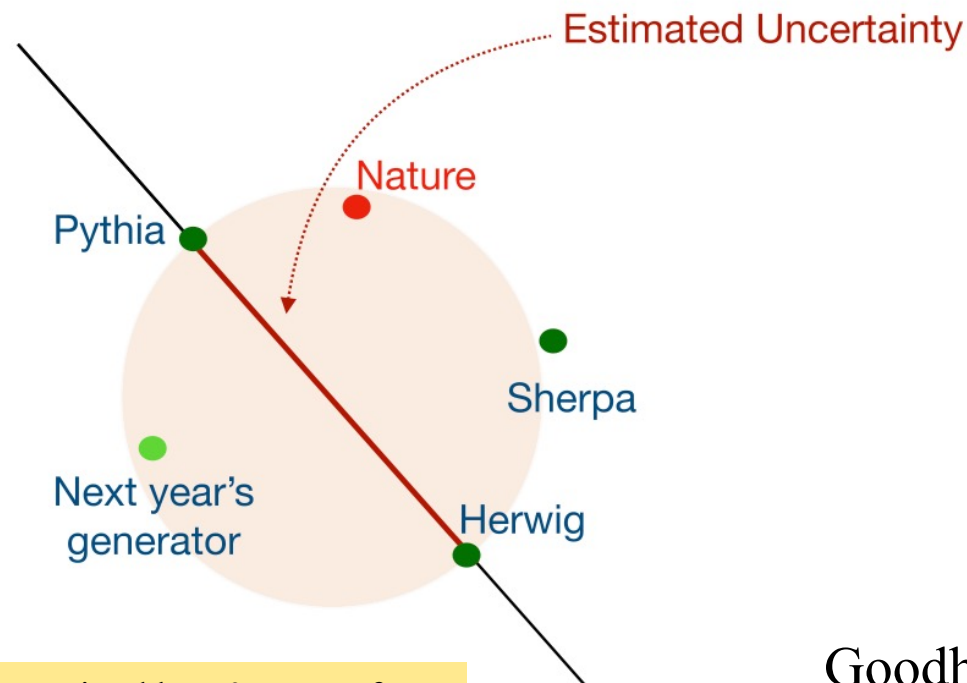 Estimated Uncertainty
Nature
Pythia
Sherpa
Next year's
generator
Herwig